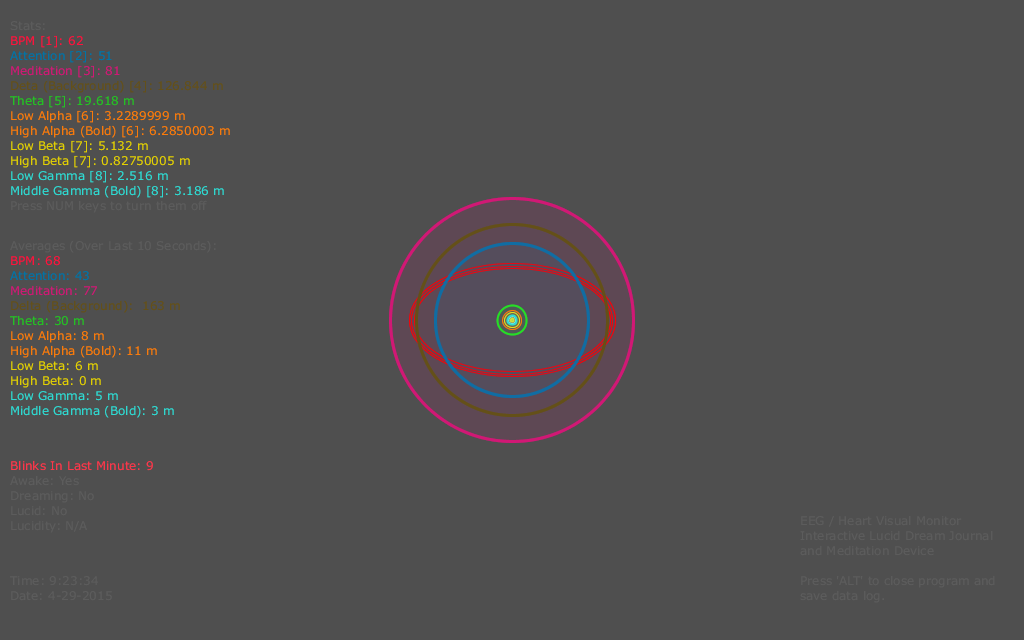 Stats:
BPM [1]: 62
Attention [2]: 51
Meditation [3]: 81
Theta [5]: 19.618 m
Low Alpha [6]: 3.2289999 m
High Alpha (Bold) [6]: 6.2850003 m
Low Beta [7]: 5.132 m
High Beta [7]: 0.82750005 m
Low Gamma [8]: 2.516 m
Middle Gamma (Bold) [8]: 3.186 m
Press NUM keys to turn them off
Averages (Over Last 10 Seconds):
BPM: 68
Attention: 43
Meditation: 77
Theta: 30 m
Low Alpha: 8 m
High Alpha (Bold): 11 m
Low Beta: 6 m
High Beta: 0 m
Low Gamma: 5 m
Middle Gamma (Bold): 3 m
Blinks In Last Minute: 9
Awake: Yes
Dreaming: No
Lucid: No
Lucidity: N/A
Time: 9:23:34
Date: 4-29-2015
EEG / Heart Visual Monitor
Interactive Lucid Dream Journal
and Meditation Device
Press 'ALT' to close program and
save data log.